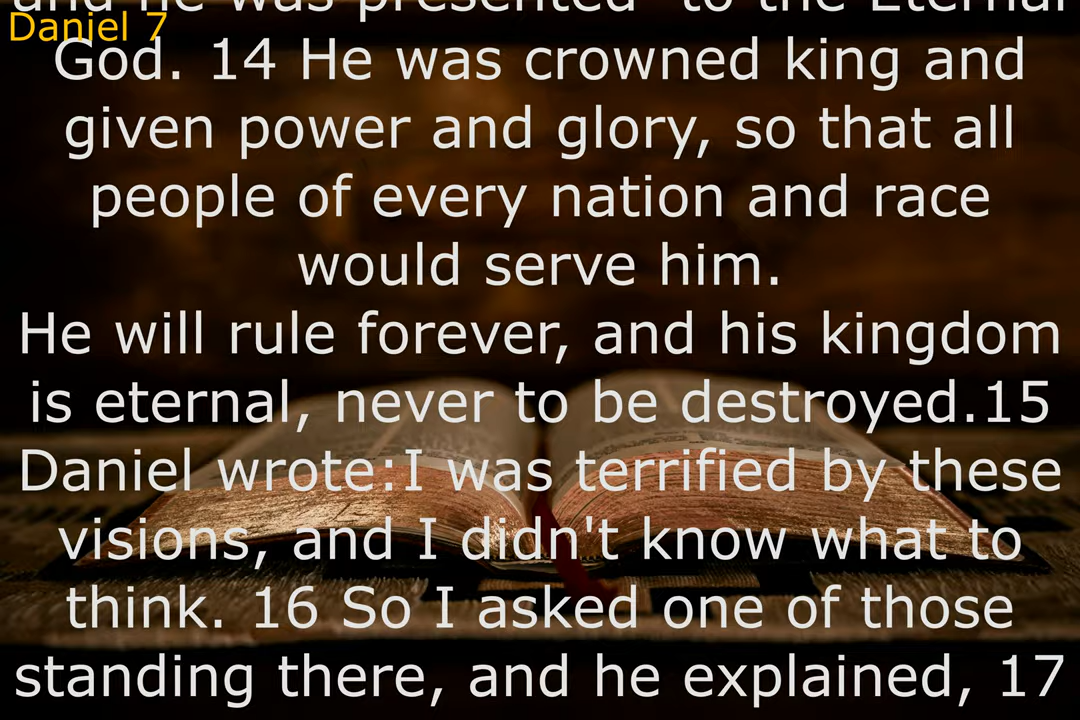 and he was presented to the Eternal
Daniel 7
God. 14 He was crowned king and
given power and glory, so that all
people of every nation and race
would serve him.
He will rule forever, and his kingdom
is eternal, never to be destroyed.15
Daniel wrote:I was terrified by these
visions, and I didn't know what to
think. 16 So I asked one of those
standing there, and he explained, 17